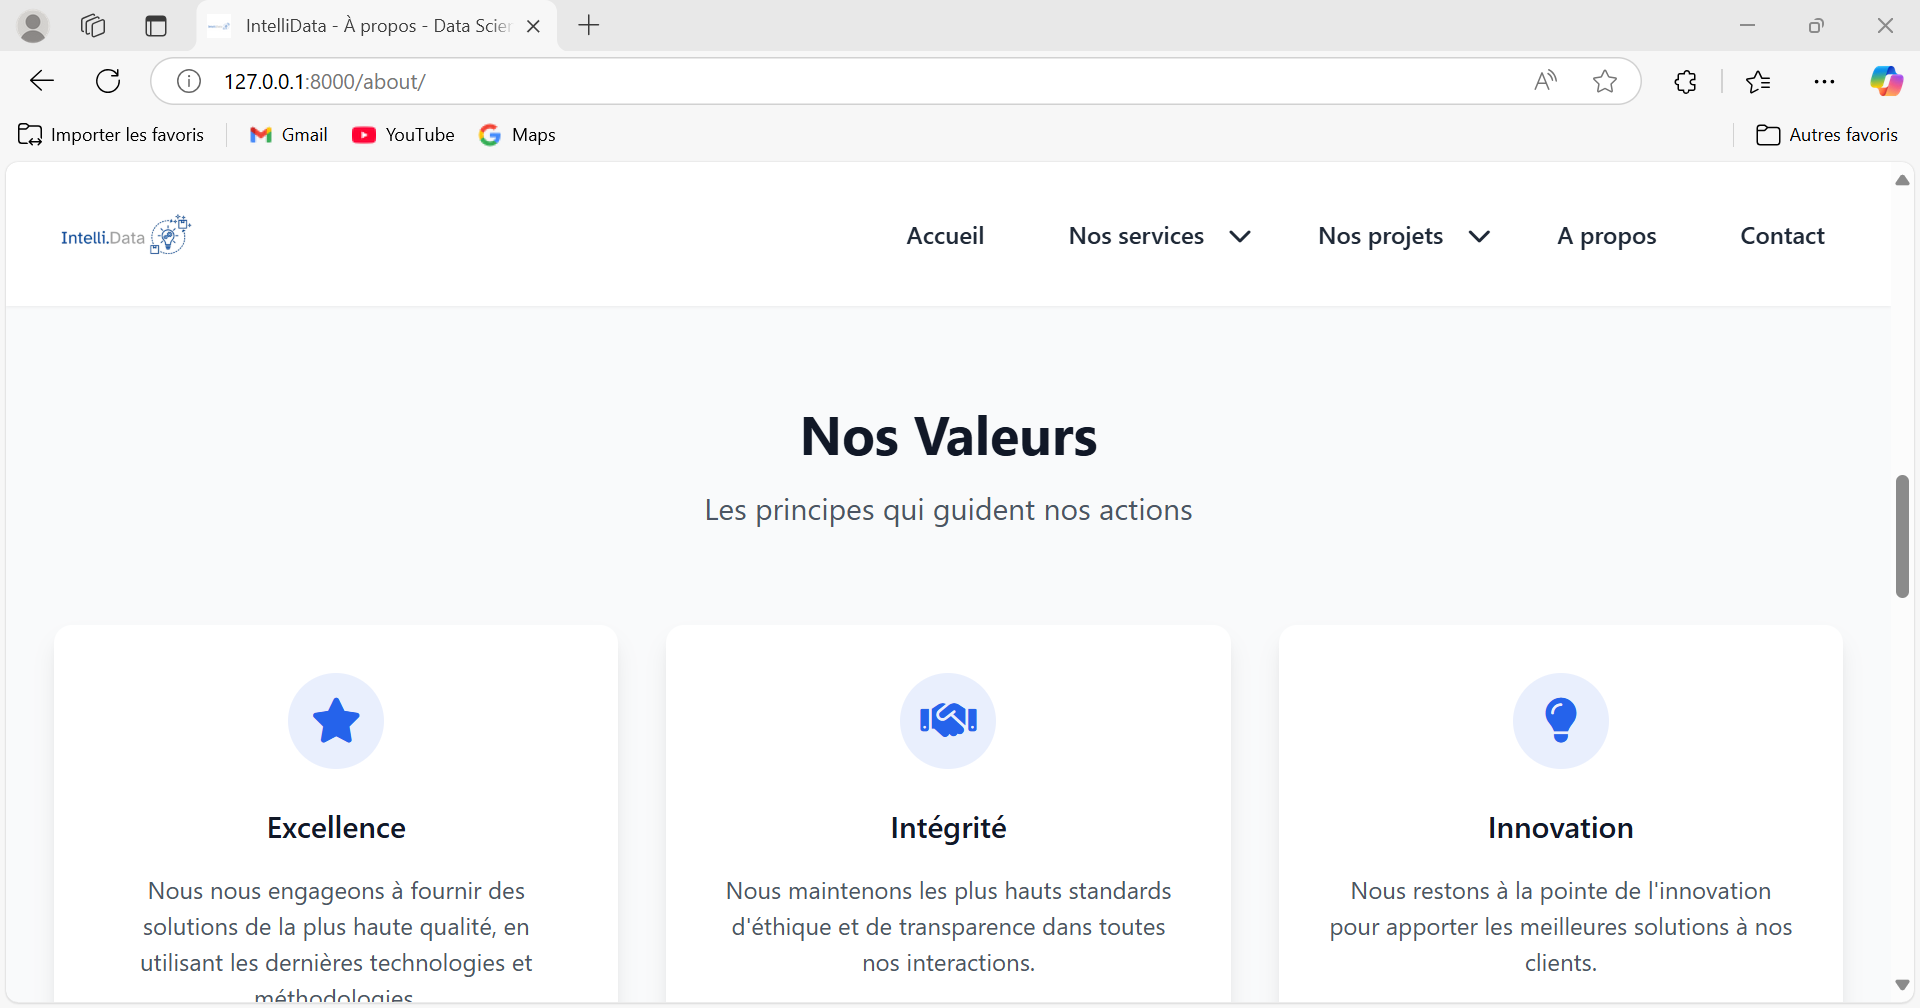 IntelliData - À propos - Data Scier
127.0.0.1:8000/about/
Importer les favoris
Gmail
YouTube
Maps
Autres favoris
Intelli.Data
Accueil
Nos services
Nos projets
A propos
Contact
Nos Valeurs
Les principes qui guident nos actions
Excellence
Nous nous engageons à fournir des
solutions de la plus haute qualité, en
utilisant les dernières technologies et
méthodologies.
Intégrité
Nous maintenons les plus hauts standards
d'éthique et de transparence dans toutes
nos interactions.
Innovation
Nous restons à la pointe de l'innovation
pour apporter les meilleures solutions à nos
clients.